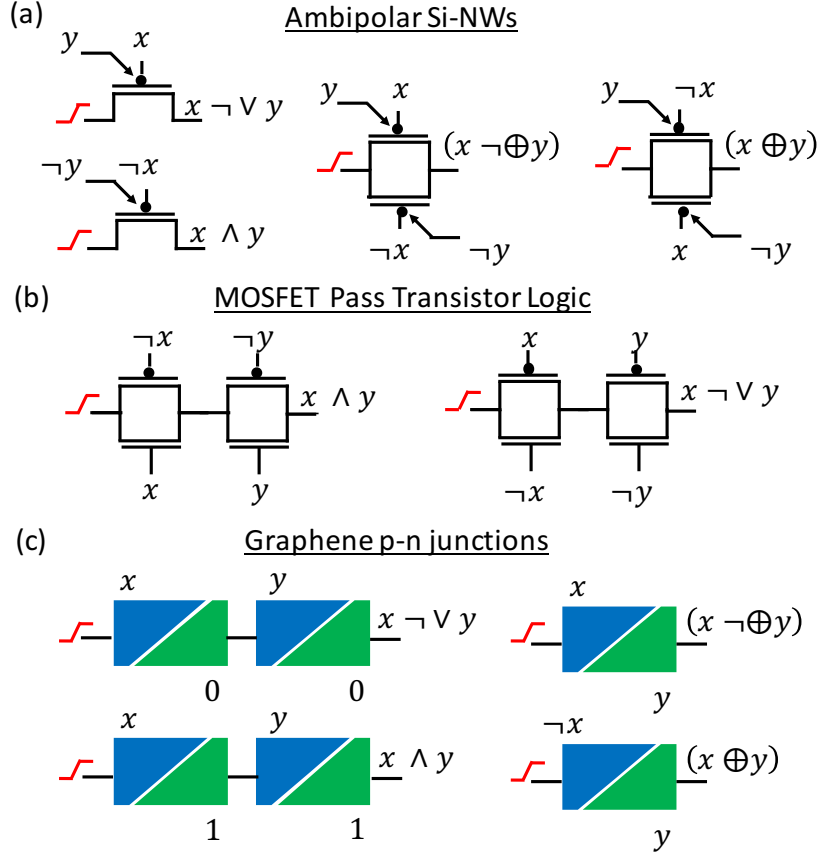 (a) Ambipolar Si-NWs
y x
x ¬ ∨ y
¬y ¬x
x ∧ y
y x
(x ¬⊕y)
¬x ¬y
y ¬x
(x ⊕y)
x ¬y
(b) MOSFET Pass Transistor Logic
¬x ¬y
x ∧ y
x y
x y
x ¬ ∨ y
¬x ¬y
(c) Graphene p-n junctions
x y
x ¬ ∨ y
0 0
x
(x ¬⊕y)
y
x y
x ∧ y
1 1
¬x
(x ⊕y)
y